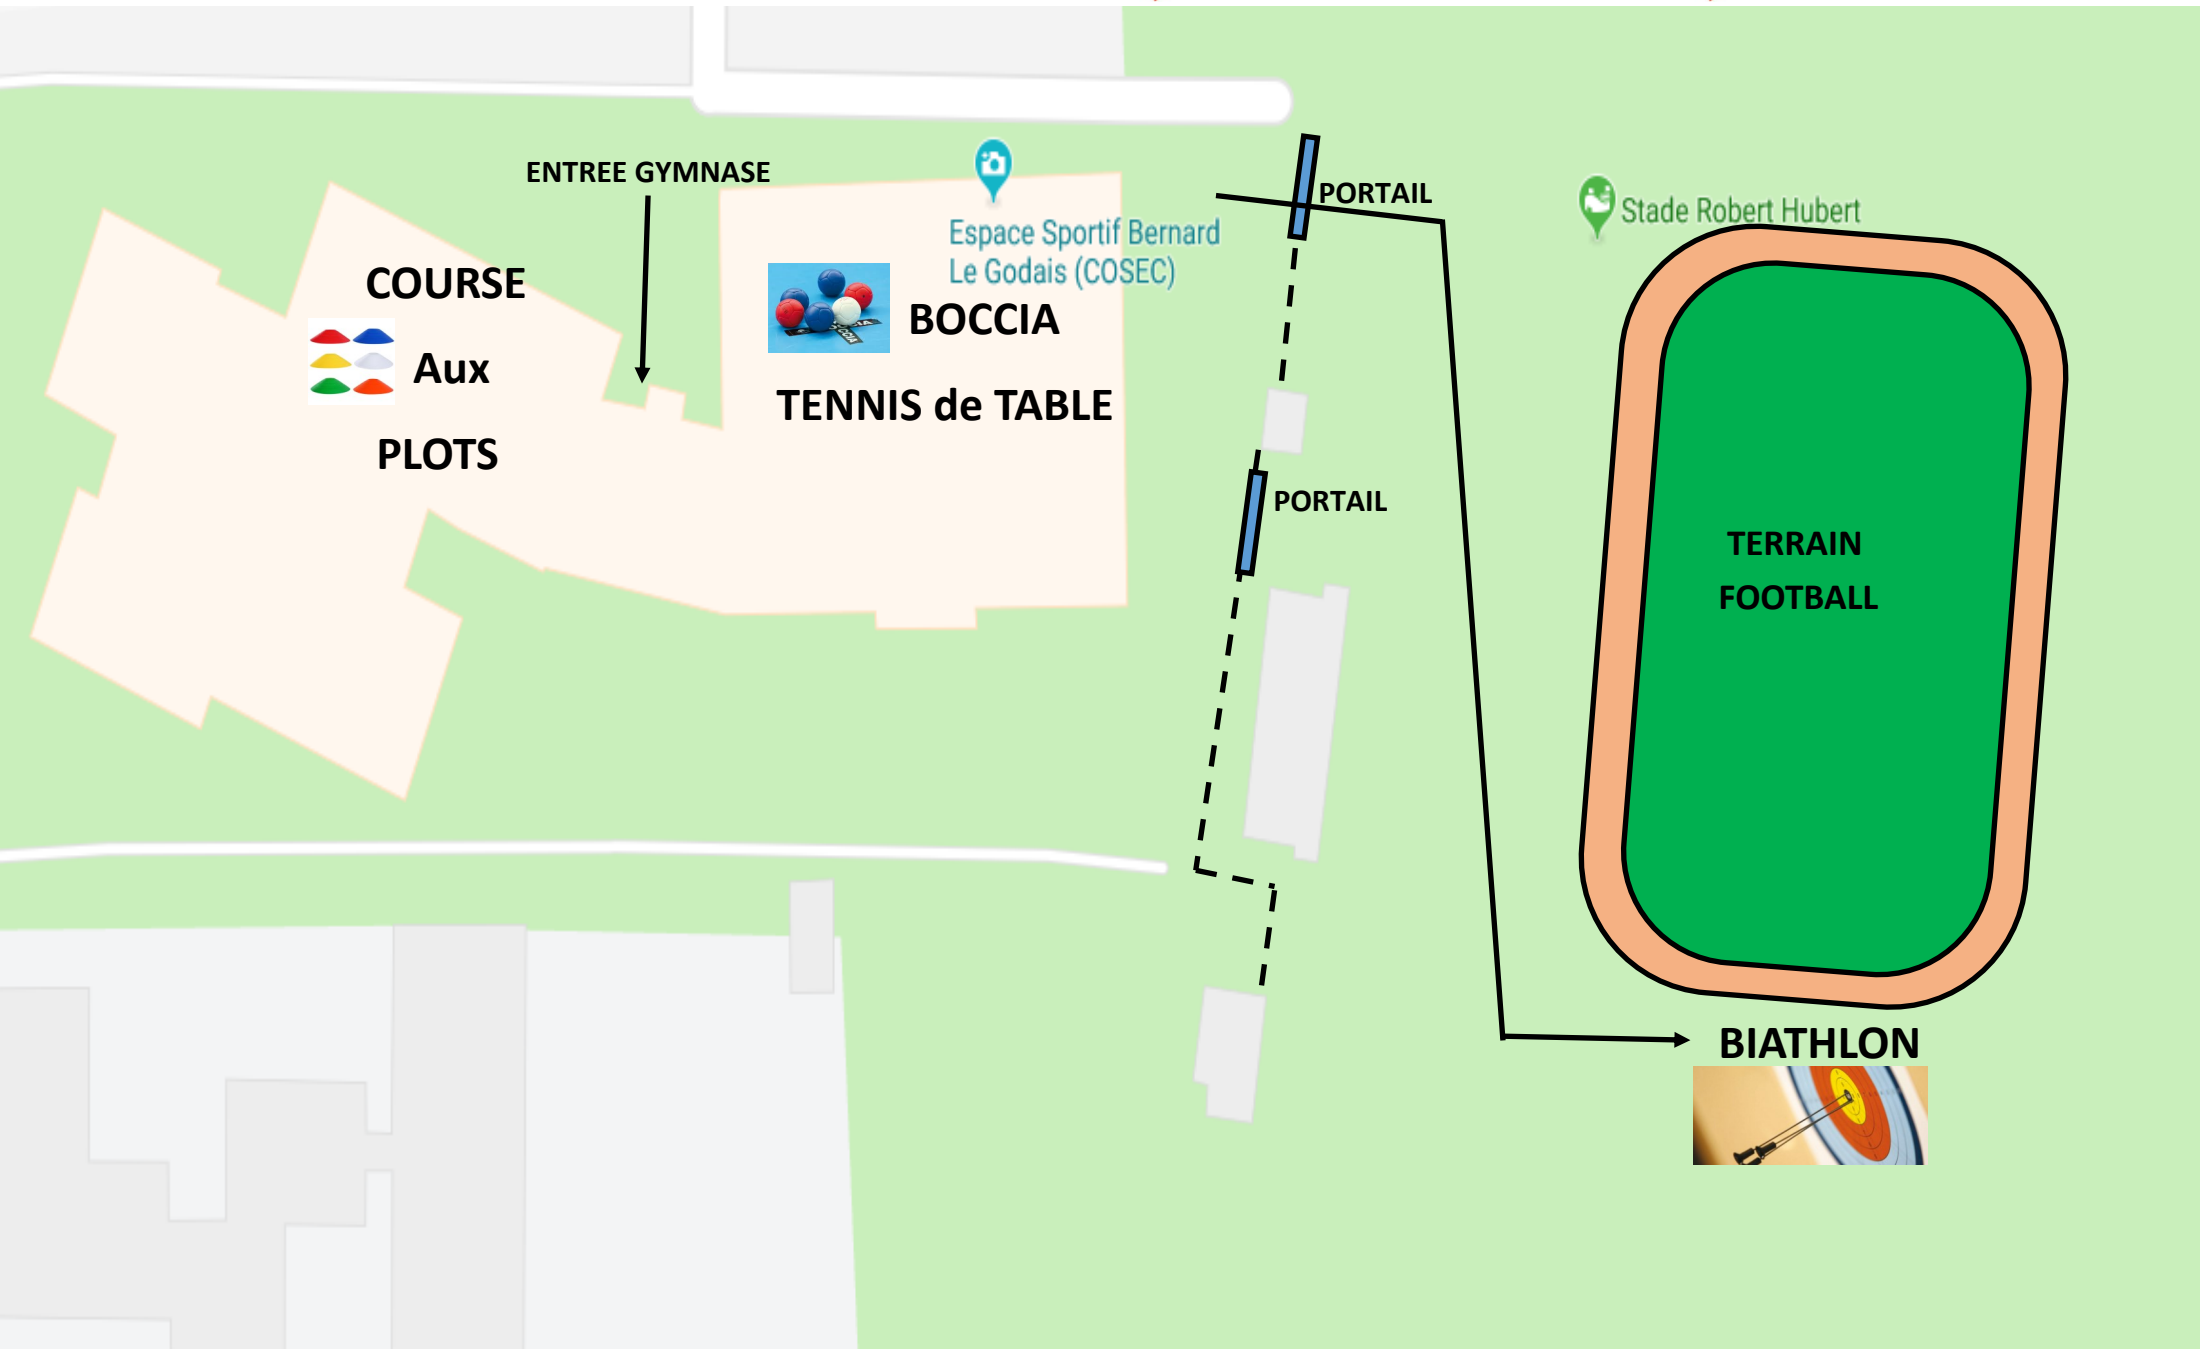 ENTREE GYMNASE
PORTAIL
Stade Robert Hubert
Espace Sportif Bernard
Le Godais (COSEC)
COURSE
Aux
PLOTS
BOCCIA
TENNIS de TABLE
PORTAIL
TERRAIN
FOOTBALL
BIATHLON